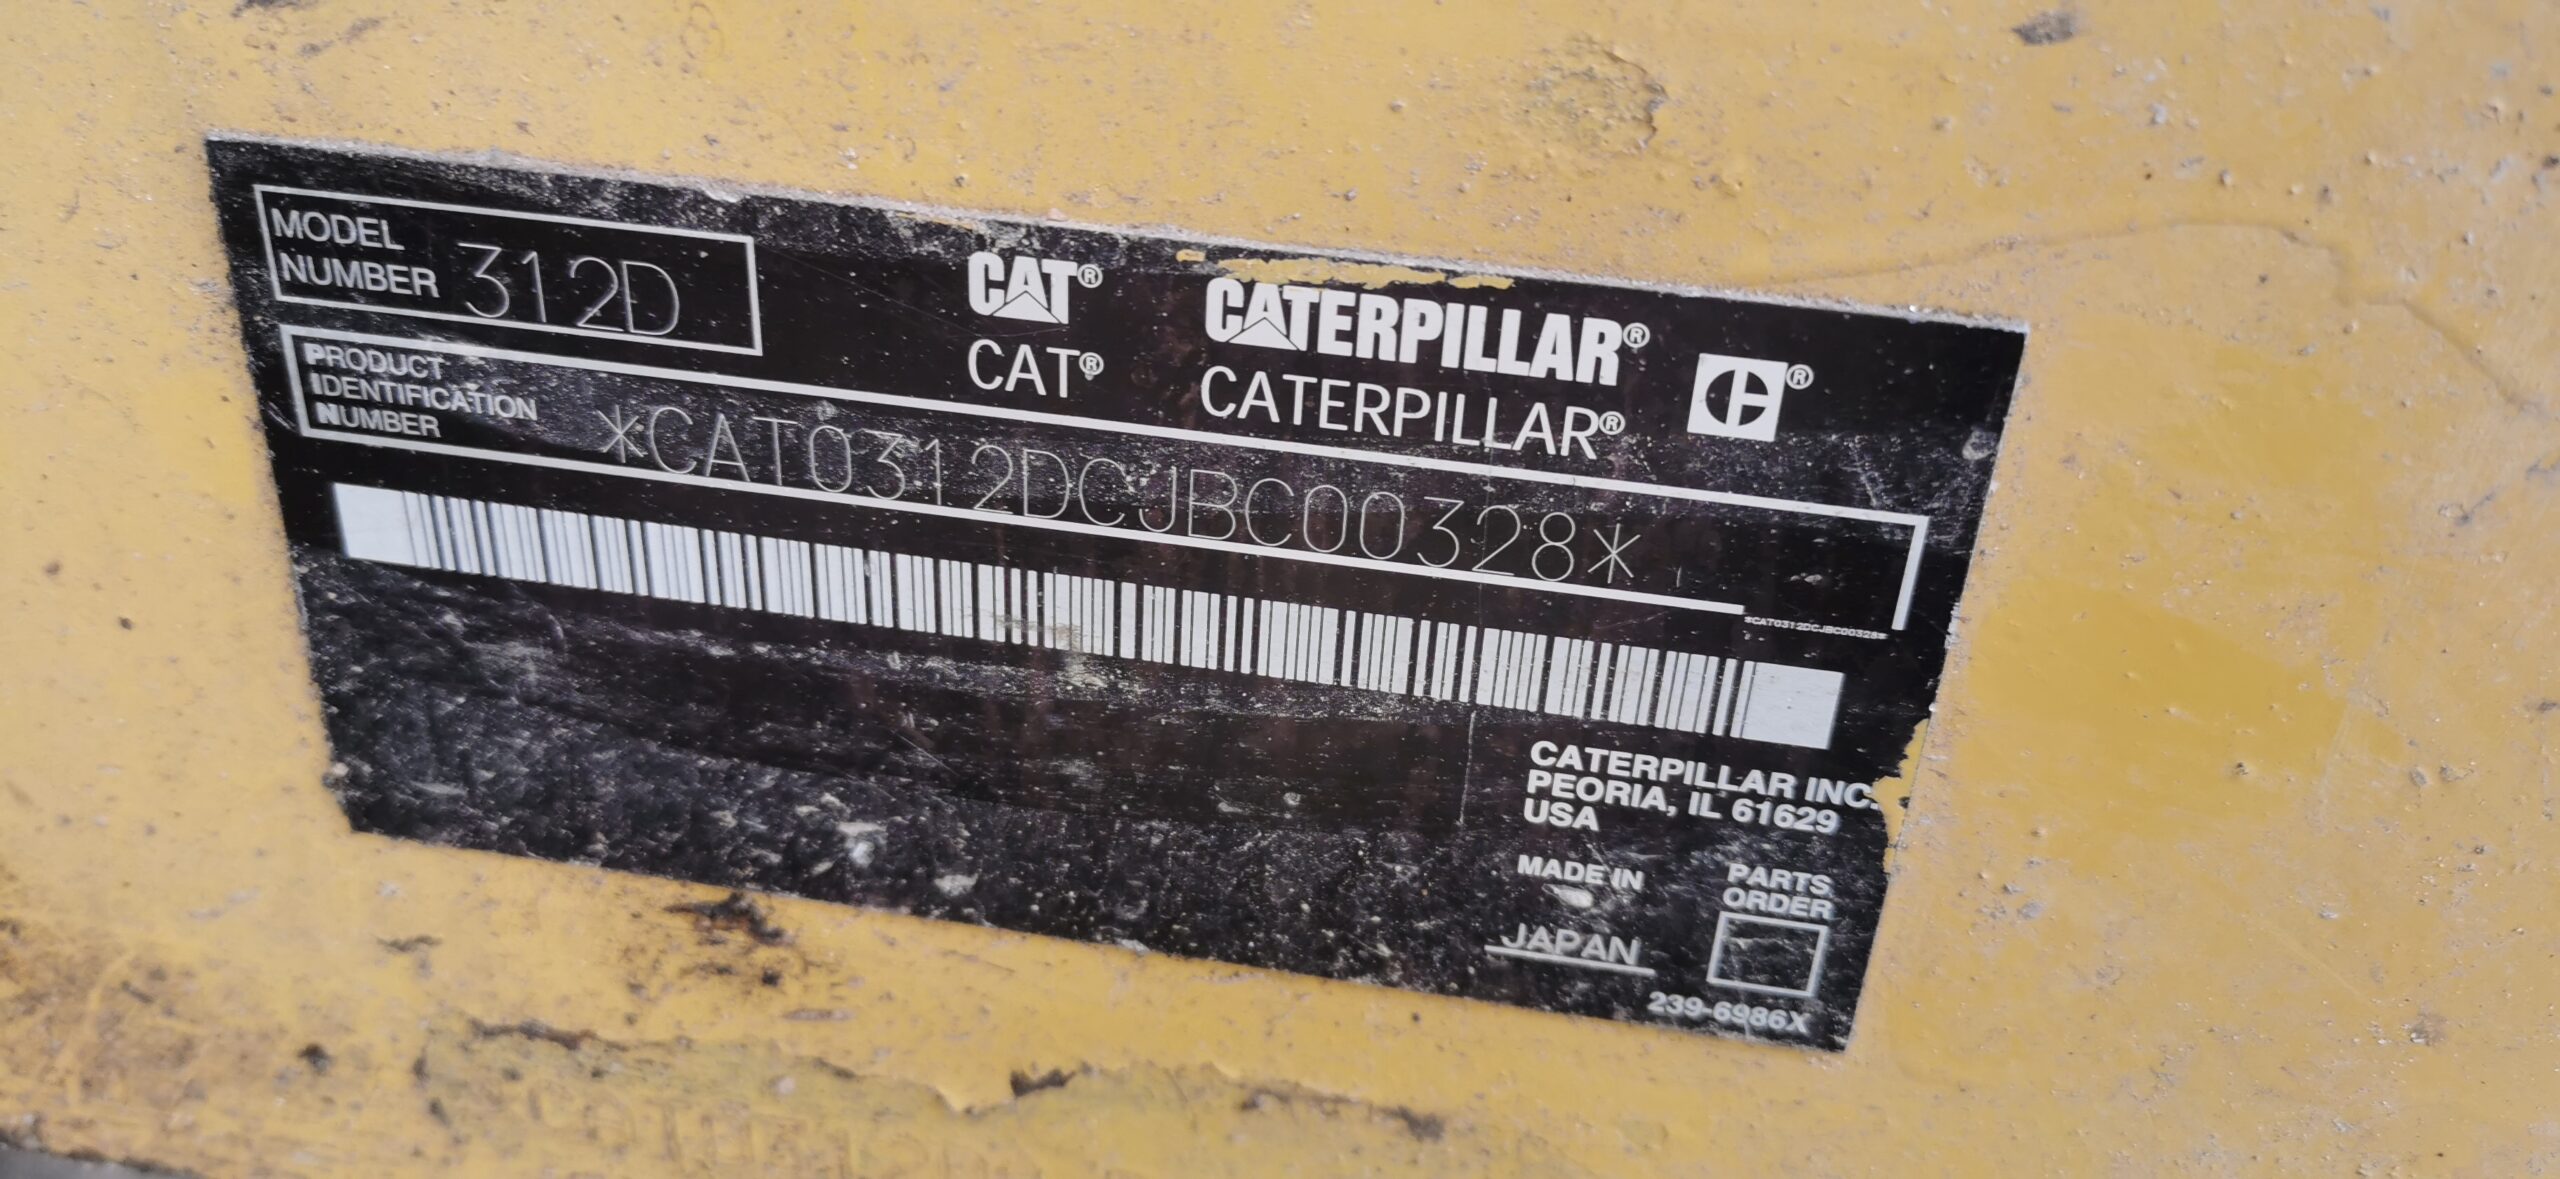 MODEL
NUMBER 312D
CAT® CATERPILLAR®
CAT® CATERPILLAR®
PRODUCT
IDENTIFICATION
NUMBER
*CAT0312DCJBC00328*
*CAT0312DCJBC00328*
CATERPILLAR INC.
PEORIA, IL 61629
USA
MADE IN
JAPAN
PARTS
ORDER
239-6986X